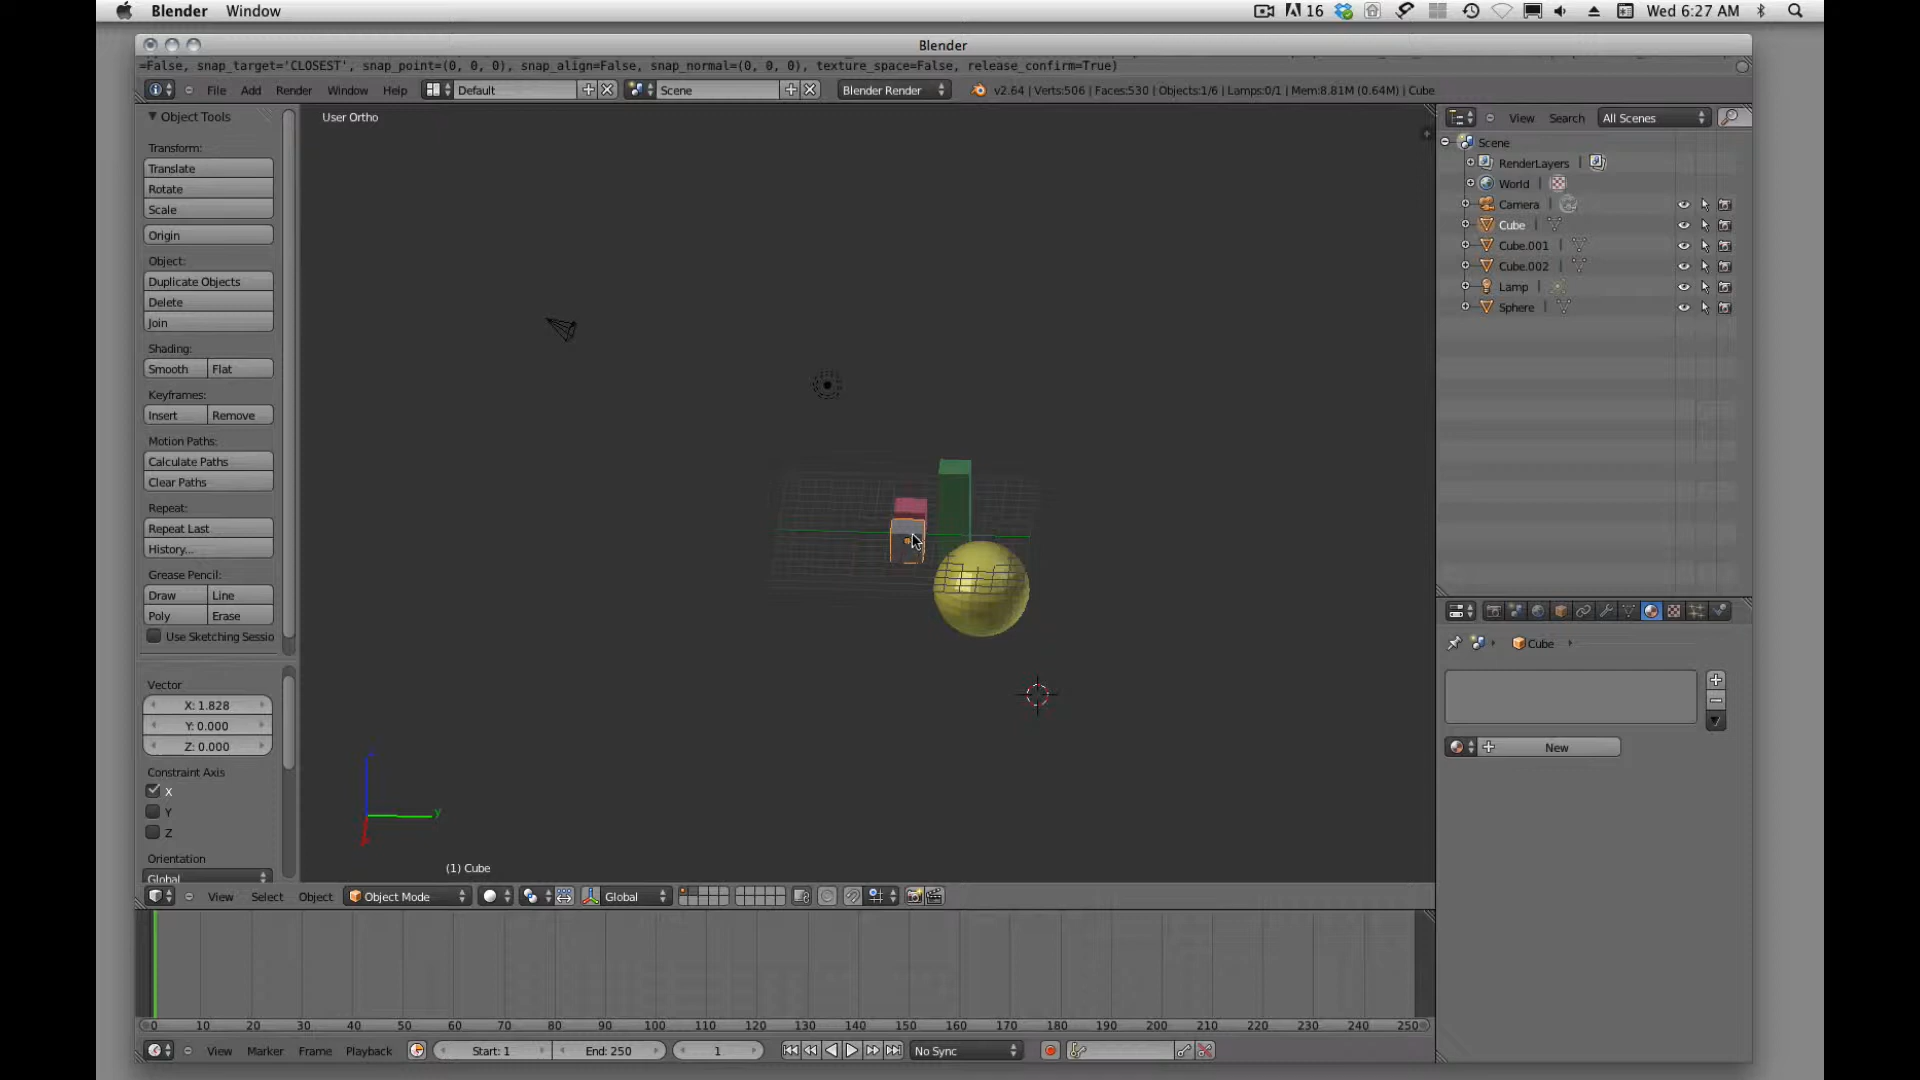 Blender Window 16 Wed 6:27 AM
Blender
=False, snap_target='CLOSEST', snap_point=(0, 0, 0), snap_align=False, snap_normal=(0, 0, 0), texture_space=False, release_confirm=True)
File Add Render Window Help Default Scene Blender Render v2.64 | Verts:506 | Faces:530 | Objects:1/6 | Lamps:0/1 | Mem:8.81M (0.64M) | Cube
Object Tools
Transform:
Translate
Rotate
Scale
Origin
Object:
Duplicate Objects
Delete
Join
Shading:
Smooth Flat
Keyframes:
Insert Remove
Motion Paths:
Calculate Paths
Clear Paths
Repeat:
Repeat Last
History...
Grease Pencil:
Draw Line
Poly Erase
Use Sketching Sessio
Vector
X: 1.828
Y: 0.000
Z: 0.000
Constraint Axis
X
Y
Z
Orientation
Global
User Ortho
y
(1) Cube
View Select Object Object Mode Global
View Search All Scenes
Scene
RenderLayers
World
Camera
Cube
Cube.001
Cube.002
Lamp
Sphere
Cube
New
0 10 20 30 40 50 60 70 80 90 100 110 120 130 140 150 160 170 180 190 200 210 220 230 240 250
View Marker Frame Playback Start: 1 End: 250 1 No Sync